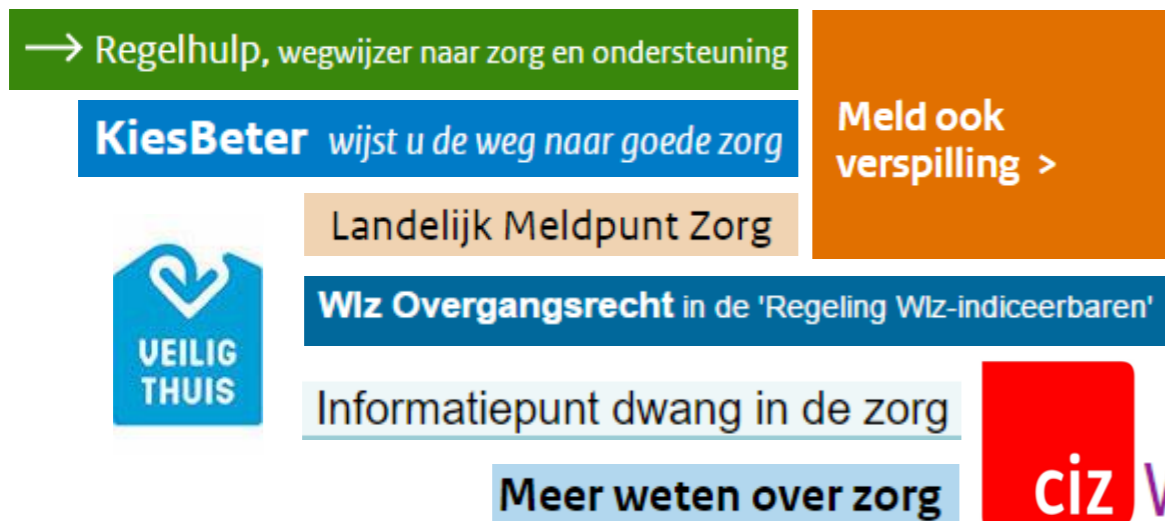 → Regelhulp, wegwijzer naar zorg en ondersteuning
KiesBeter wijst u de weg naar goede zorg
Meld ook
verspilling >
Landelijk Meldpunt Zorg
Wlz Overgangsrecht in de 'Regeling Wlz-indiceerbaren'
VEILIG
THUIS
Informatiepunt dwang in de zorg
Meer weten over zorg
ciz